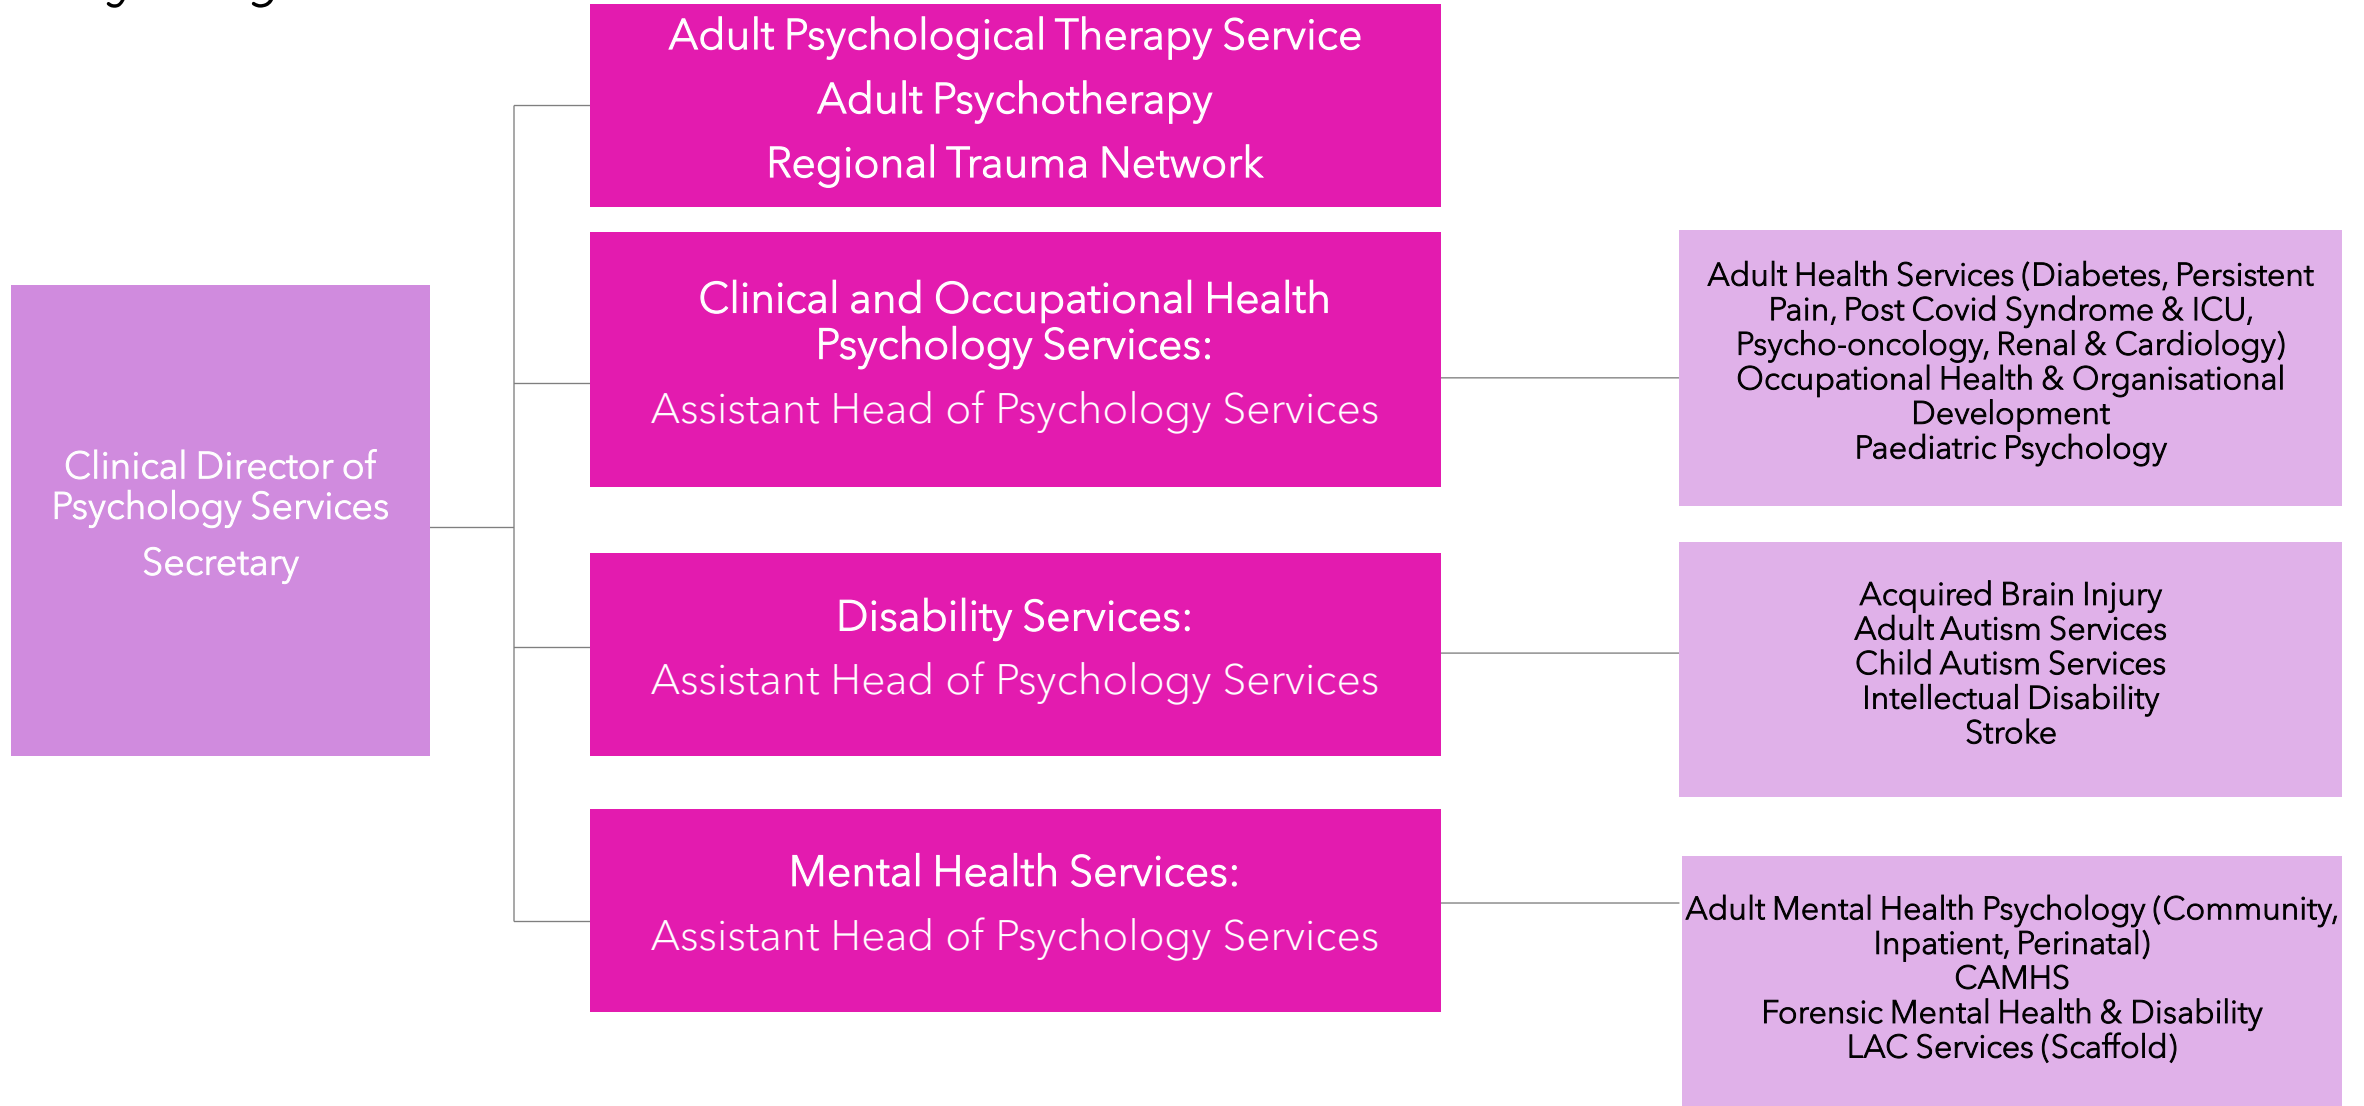 Adult Psychological Therapy Service
Adult Psychotherapy
Regional Trauma Network
Clinical and Occupational Health
Psychology Services:
Assistant Head of Psychology Services
Adult Health Services (Diabetes, Persistent
Pain, Post Covid Syndrome & ICU,
Psycho-oncology, Renal & Cardiology)
Occupational Health & Organisational
Development
Paediatric Psychology
Clinical Director of
Psychology Services
Secretary
Disability Services:
Assistant Head of Psychology Services
Acquired Brain Injury
Adult Autism Services
Child Autism Services
Intellectual Disability
Stroke
Mental Health Services:
Assistant Head of Psychology Services
Adult Mental Health Psychology (Community,
Inpatient, Perinatal)
CAMHS
Forensic Mental Health & Disability
LAC Services (Scaffold)